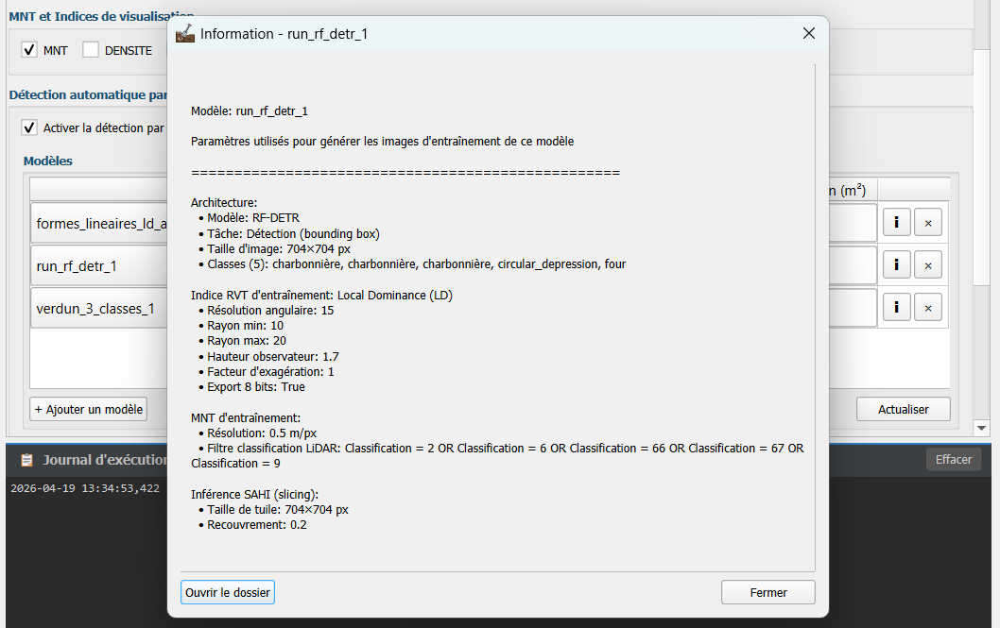 MNT et Indices de visualisation
MNT
DENSITE
Détection automatique par
Activer la détection par
Modèles
n (m²)
formes_lineaires_ld_a
i
×
run_rf_detr_1
i
×
verdun_3_classes_1
i
×
+ Ajouter un modèle
Actualiser
Journal d'exécution
Effacer
2026-04-19 13:34:53,422
Information - run_rf_detr_1
Modèle: run_rf_detr_1
Paramètres utilisés pour générer les images d'entraînement de ce modèle
==================================================
Architecture:
• Modèle: RF-DETR
• Tâche: Détection (bounding box)
• Taille d'image: 704×704 px
• Classes (5): charbonnière, charbonnière, charbonnière, circular_depression, four
Indice RVT d'entraînement: Local Dominance (LD)
• Résolution angulaire: 15
• Rayon min: 10
• Rayon max: 20
• Hauteur observateur: 1.7
• Facteur d'exagération: 1
• Export 8 bits: True
MNT d'entraînement:
• Résolution: 0.5 m/px
• Filtre classification LiDAR: Classification = 2 OR Classification = 6 OR Classification = 66 OR Classification = 67 OR
Classification = 9
Inférence SAHI (slicing):
• Taille de tuile: 704×704 px
• Recouvrement: 0.2
Ouvrir le dossier
Fermer